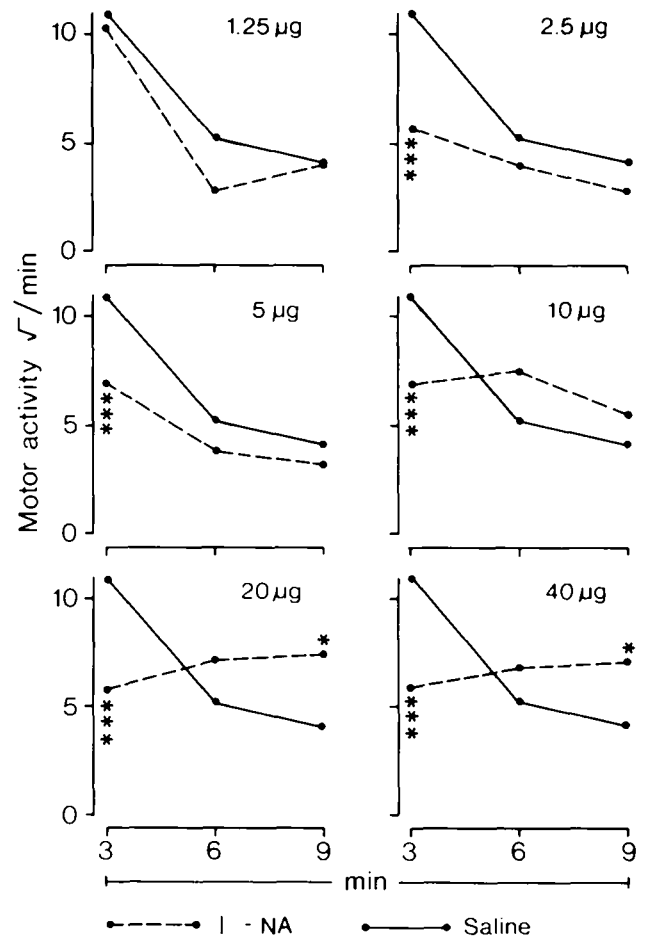 10
1.25 µg
2.5 µg
5
0
***
Motor activity √/min
10
5 µg
10 µg
5
***
***
0
10
20 µg
40 µg
*
*
5
***
***
0
3 6 9
3 6 9
min
l - NA
Saline